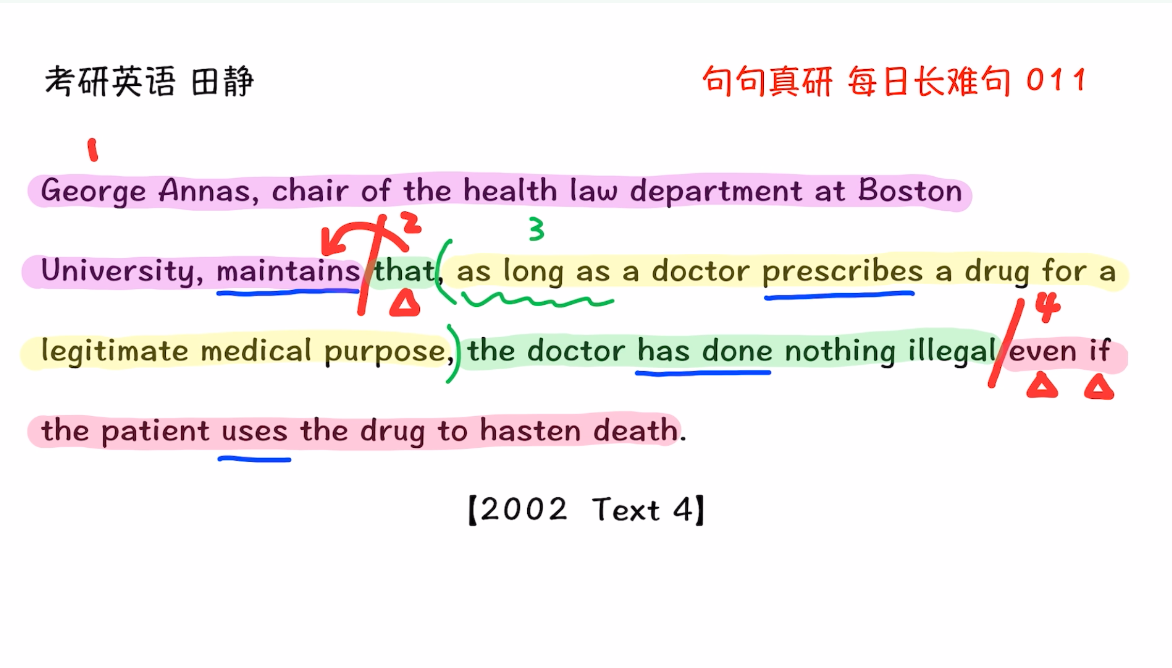 考研英语 田静
句句真研 每日长难句 011
1
George Annas, chair of the health law department at Boston
2
3
University, maintains that, as long as a doctor prescribes a drug for a
4
legitimate medical purpose, the doctor has done nothing illegal even if
the patient uses the drug to hasten death.
【2002 Text 4】